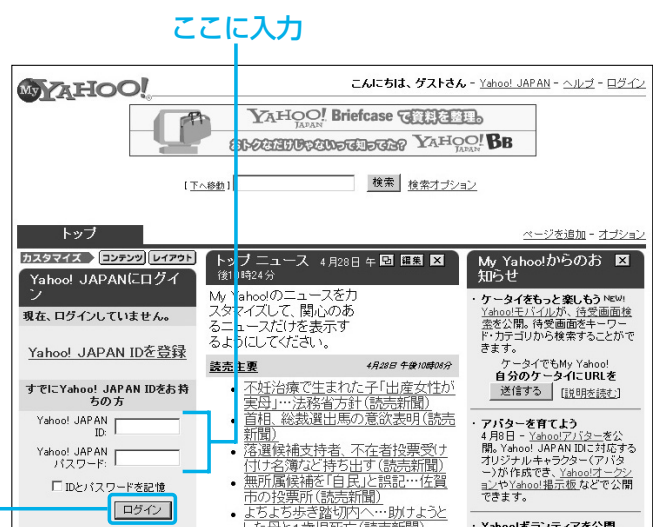 ここに入力
My YAHOO!
こんにちは、ゲストさん - Yahoo! JAPAN - ヘルプ - ログイン
YAHOO! JAPAN Briefcase で資料を整理。
おトクなだけじゃないって知ってた? YAHOO! JAPAN BB
[下へ移動]
検索 検索オプション
トップ
ページを追加 - オプション
カスタマイズ コンテンツ レイアウト
Yahoo! JAPANにログイ
ン
現在、ログインしていません。
Yahoo! JAPAN IDを登録
すでにYahoo! JAPAN IDをお持
ちの方
Yahoo! JAPAN
ID:
Yahoo! JAPAN
パスワード:
IDとパスワードを記憶
ログイン
トップ ニュース 4月28日 午 編集
後10時24分
My Yahoo!のニュースをカ
スタマイズして、関心のあ
るニュースだけを表示す
るようにしてください。
読売主要 4月28日 午後10時08分
・ 不妊治療で生まれた子「出産女性が
実母」…法務省方針(読売新聞)
・ 首相、総裁選出馬の意欲表明(読売
新聞)
・ 落選候補支持者、不在者投票受け
付け名簿など持ち出す(読売新聞)
・ 無所属候補を「自民」と誤記…佐賀
市の投票所(読売新聞)
・ よちよち歩き踏切内へ…助けようと
した母と1歳児死亡(読売新聞)
My Yahoo!からのお
知らせ
・ ケータイをもっと楽しもう NEW!
Yahoo!モバイルが、待受画面検
索を公開。待受画面をキーワー
ド・カテゴリから検索することがで
きます。
ケータイでもMy Yahoo!
自分のケータイにURLを
送信する [説明を読む]
・ アバターを育てよう
4月8日 - Yahoo!アバターを公
開。Yahoo! JAPAN IDに対応する
オリジナルキャラクター(アバタ
ー)が作成でき、Yahoo!オークシ
ョンやYahoo!掲示板などで公開
できます。
・ Yahoo!ボランティアを公開